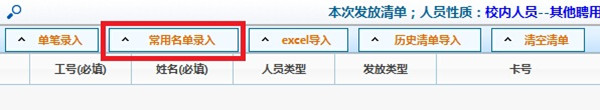 本次发放清单；人员性质：校内人员--其他聘用
单笔录入 常用名单录入 excel导入 历史清单导入 清空清单
工号(必填) 姓名(必填) 人员类型 发放类型 卡号